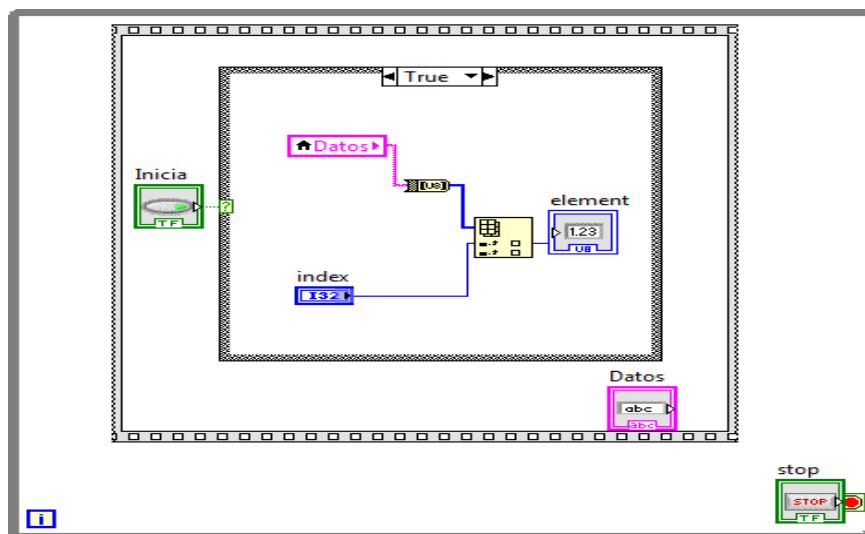 True
Datos
Inicia
TF
?
[U8]
element
1.23
U8
index
I32
Datos
abc
abc
stop
STOP
TF
i